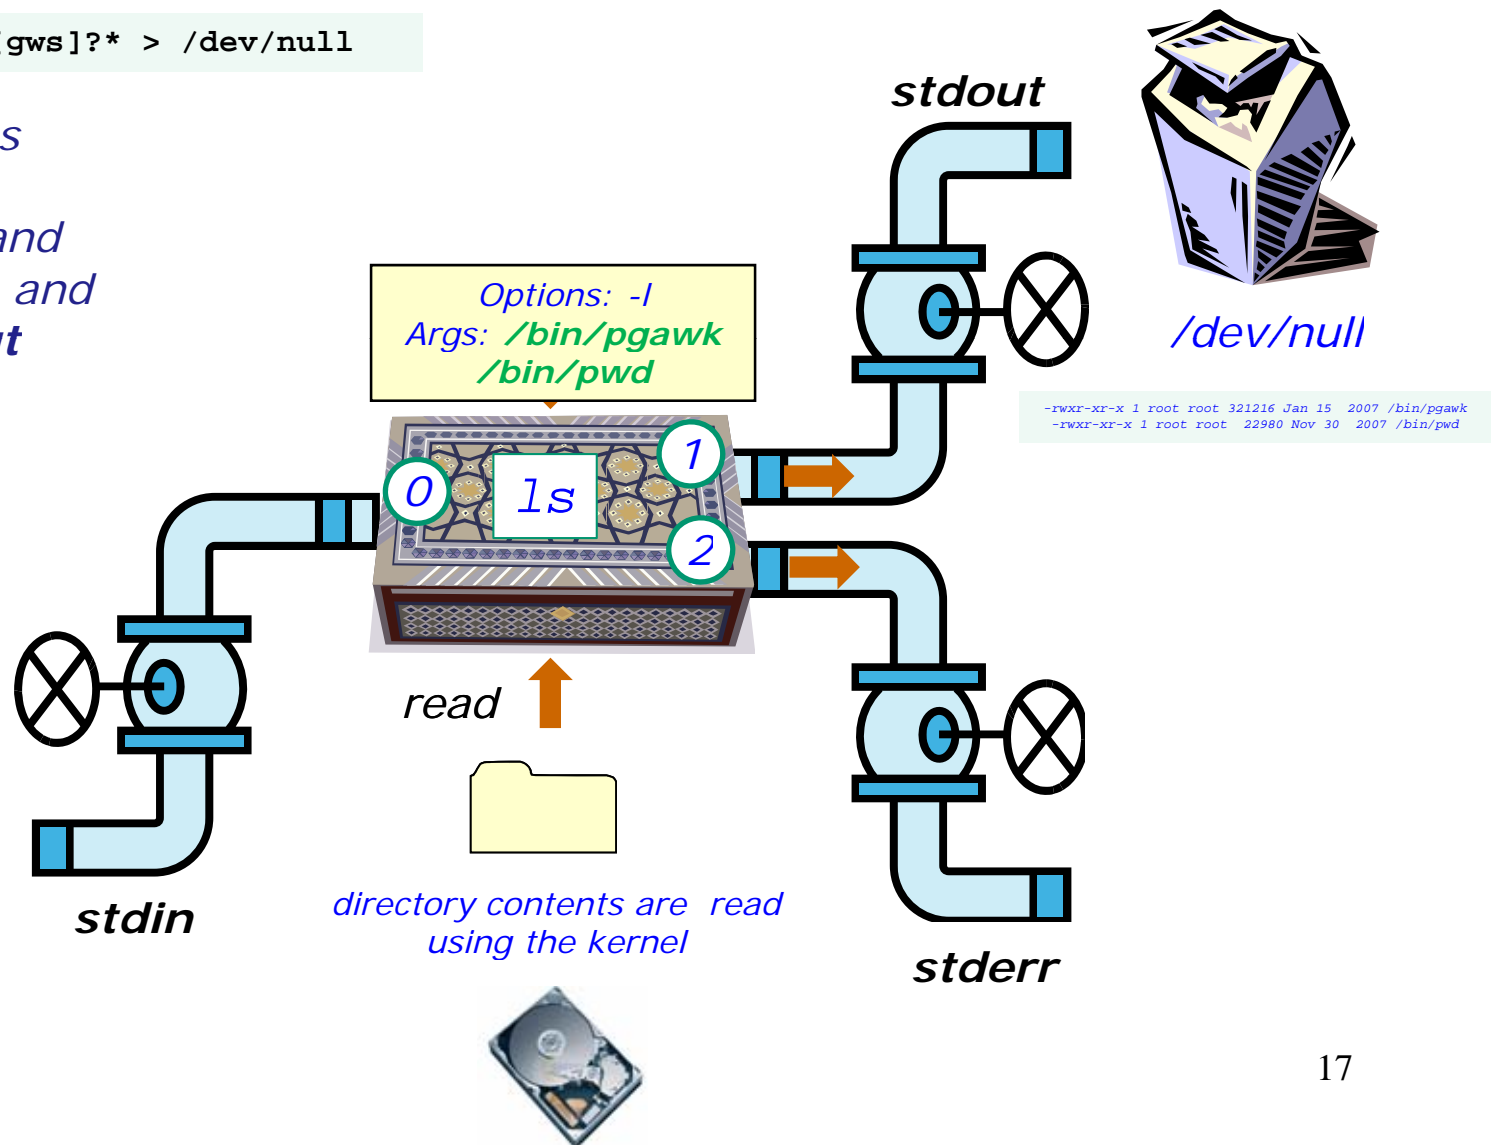 gws]?* > /dev/null
s
and
and
t
stdout
Options: -l
Args: /bin/pgawk
/bin/pwd
/dev/null
-rwxr-xr-x 1 root root 321216 Jan 15  2007 /bin/pgawk
-rwxr-xr-x 1 root root  22980 Nov 30  2007 /bin/pwd
0
ls
1
2
read
stdin
directory contents are  read
using the kernel
stderr
17